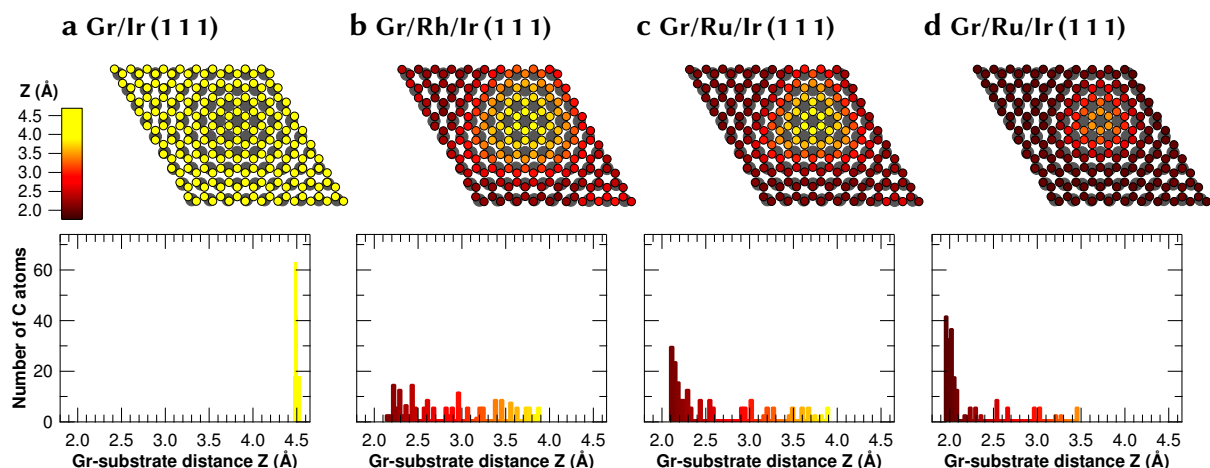 a Gr/Ir (1 1 1)
b Gr/Rh/Ir (1 1 1)
c Gr/Ru/Ir (1 1 1)
d Gr/Ru/Ir (1 1 1)
Z (Å)
4.5
4.0
3.5
3.0
2.5
2.0
Number of C atoms
60
40
20
0
2.0 2.5 3.0 3.5 4.0 4.5
2.0 2.5 3.0 3.5 4.0 4.5
2.0 2.5 3.0 3.5 4.0 4.5
2.0 2.5 3.0 3.5 4.0 4.5
Gr-substrate distance Z (Å)
Gr-substrate distance Z (Å)
Gr-substrate distance Z (Å)
Gr-substrate distance Z (Å)